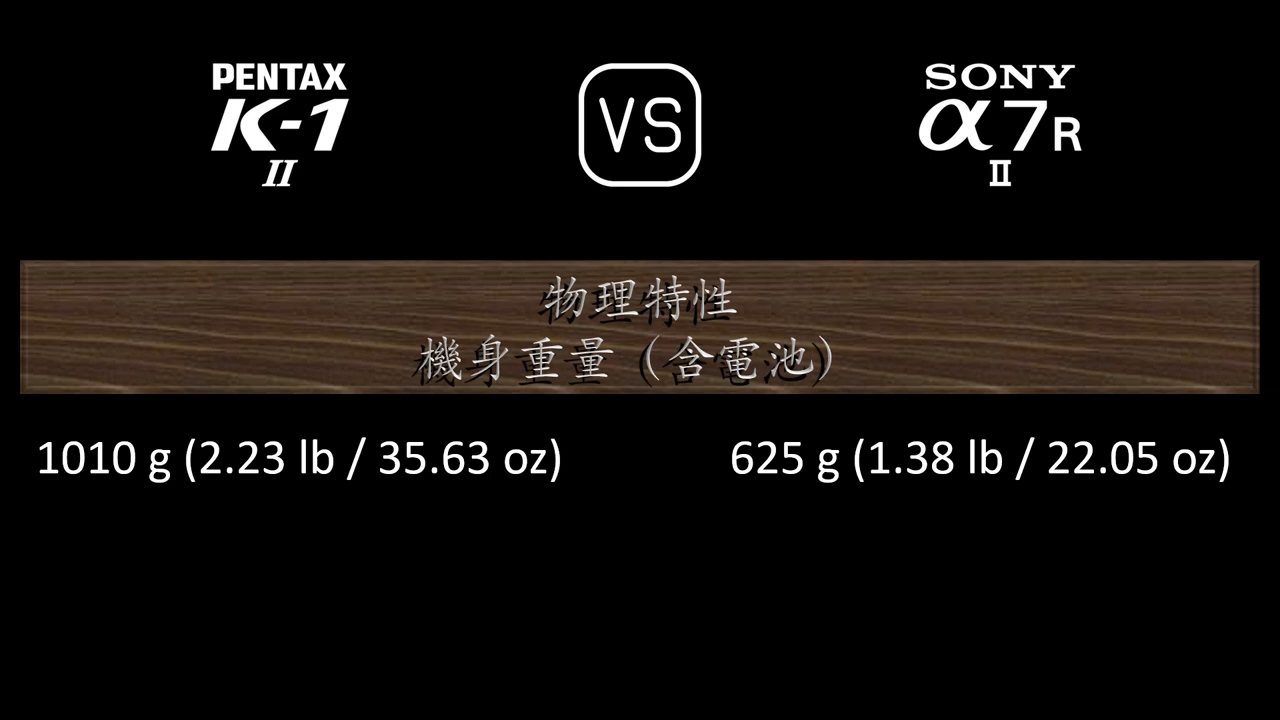 PENTAX
K-1
II
VS
SONY
α7R
II
物理特性
機身重量（含電池）
1010 g (2.23 lb / 35.63 oz)
625 g (1.38 lb / 22.05 oz)